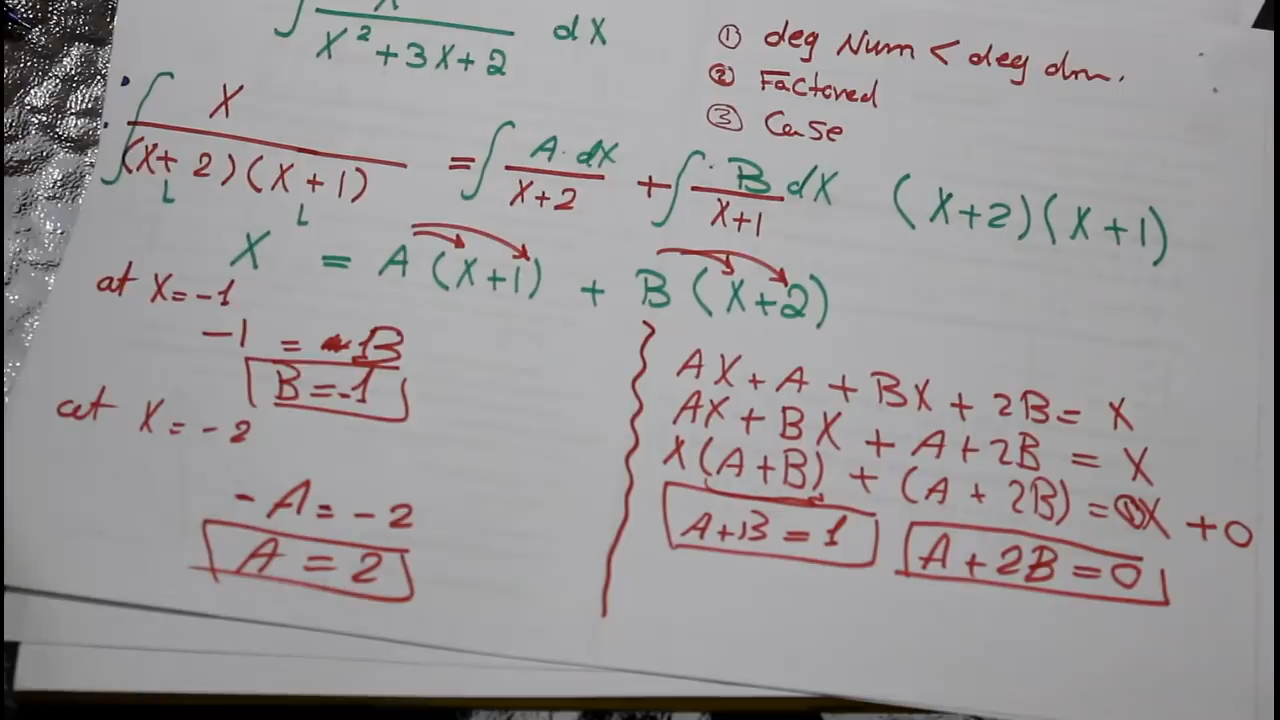 ∫ x / (x² + 3x + 2) dx
① deg Num < deg dm.
② Factored
③ Case
∫ x / ((x + 2)(x + 1)) = ∫ A dx / (x+2) + ∫ B dx / (x+1) (x+2)(x+1)
x = A (x+1) + B (x+2)
at x = -1
-1 = B
B = -1
at x = -2
-A = -2
A = 2
Ax + A + Bx + 2B = x
Ax + Bx + A + 2B = x
x(A+B) + (A + 2B) = ①x + 0
A+B = 1
A + 2B = 0